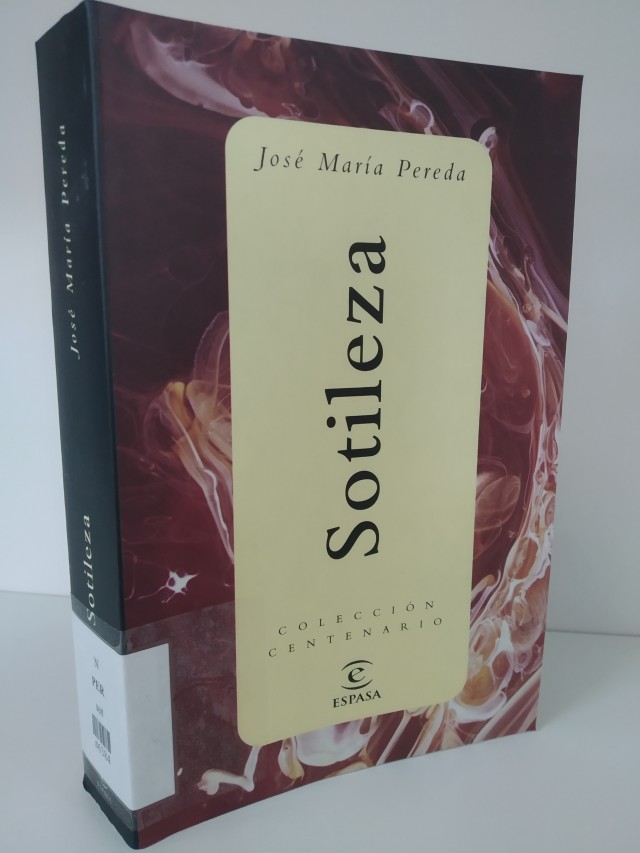 José María Pereda
Sotileza
COLECCIÓN
CENTENARIO
ESPASA
José María Pereda
Sotileza
N
PER